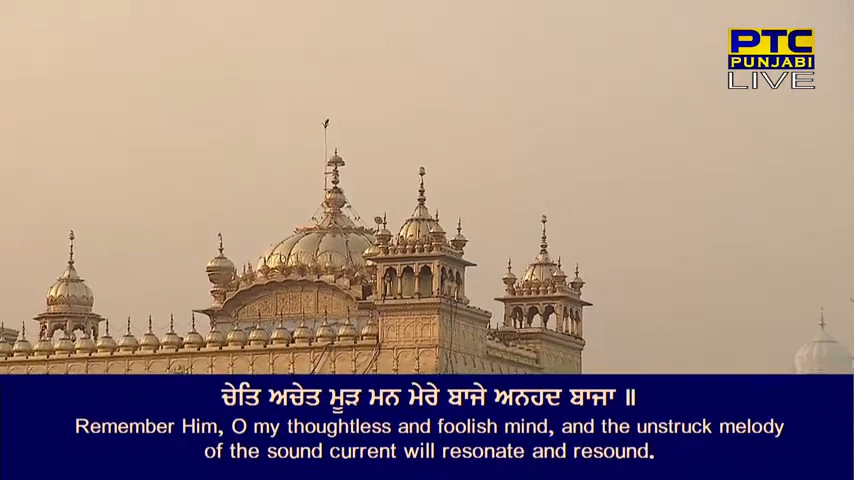 PTC
PUNJABI
LIVE
ਚੇਤਿ ਅਚੇਤ ਮੂੜ ਮਨ ਮੇਰੇ ਬਾਜੇ ਅਨਹਦ ਬਾਜਾ ॥
Remember Him, O my thoughtless and foolish mind, and the unstruck melody
of the sound current will resonate and resound.